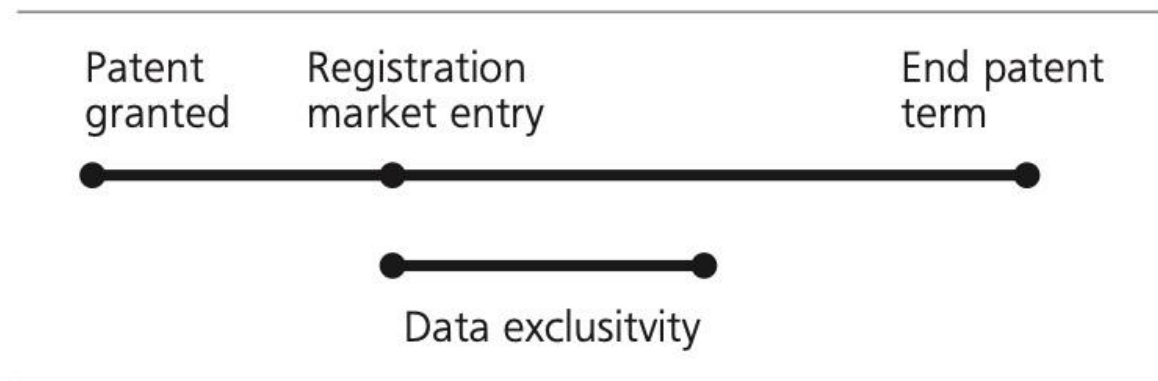 Patent
granted
Registration
market entry
End patent
term
Data exclusitvity